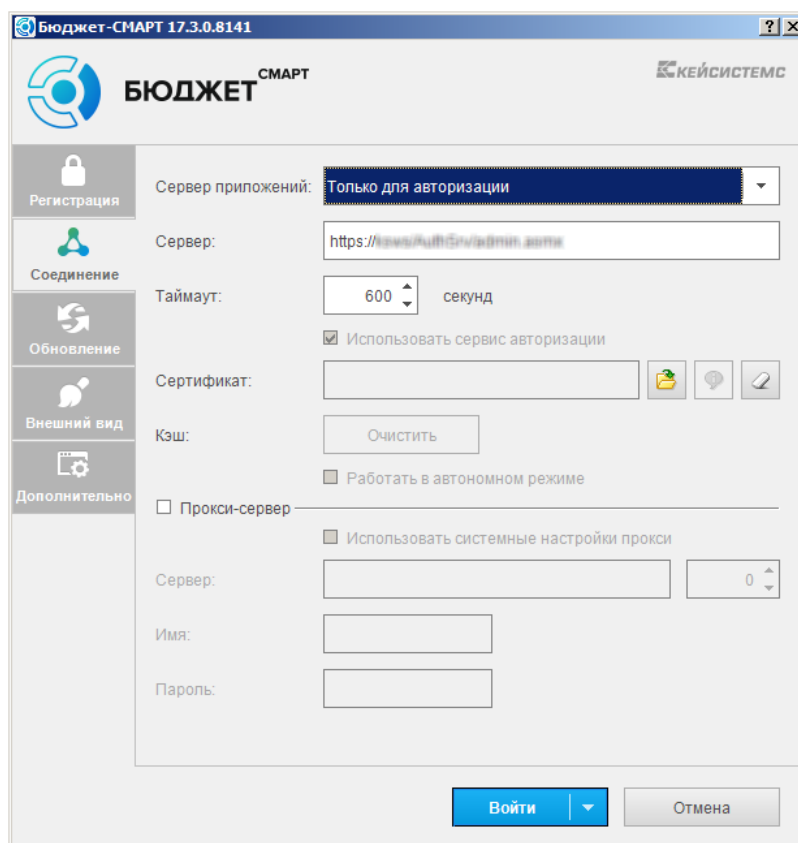 Бюджет-СМАРТ 17.3.0.8141
БЮДЖЕТ СМАРТ
КЕЙСИСТЕМС
Регистрация
Соединение
Обновление
Внешний вид
Дополнительно
Сервер приложений: Только для авторизации
Сервер: https://
Таймаут: 600 секунд
Использовать сервис авторизации
Сертификат:
Кэш: Очистить
Работать в автономном режиме
Прокси-сервер
Использовать системные настройки прокси
Сервер: 0
Имя:
Пароль:
Войти Отмена